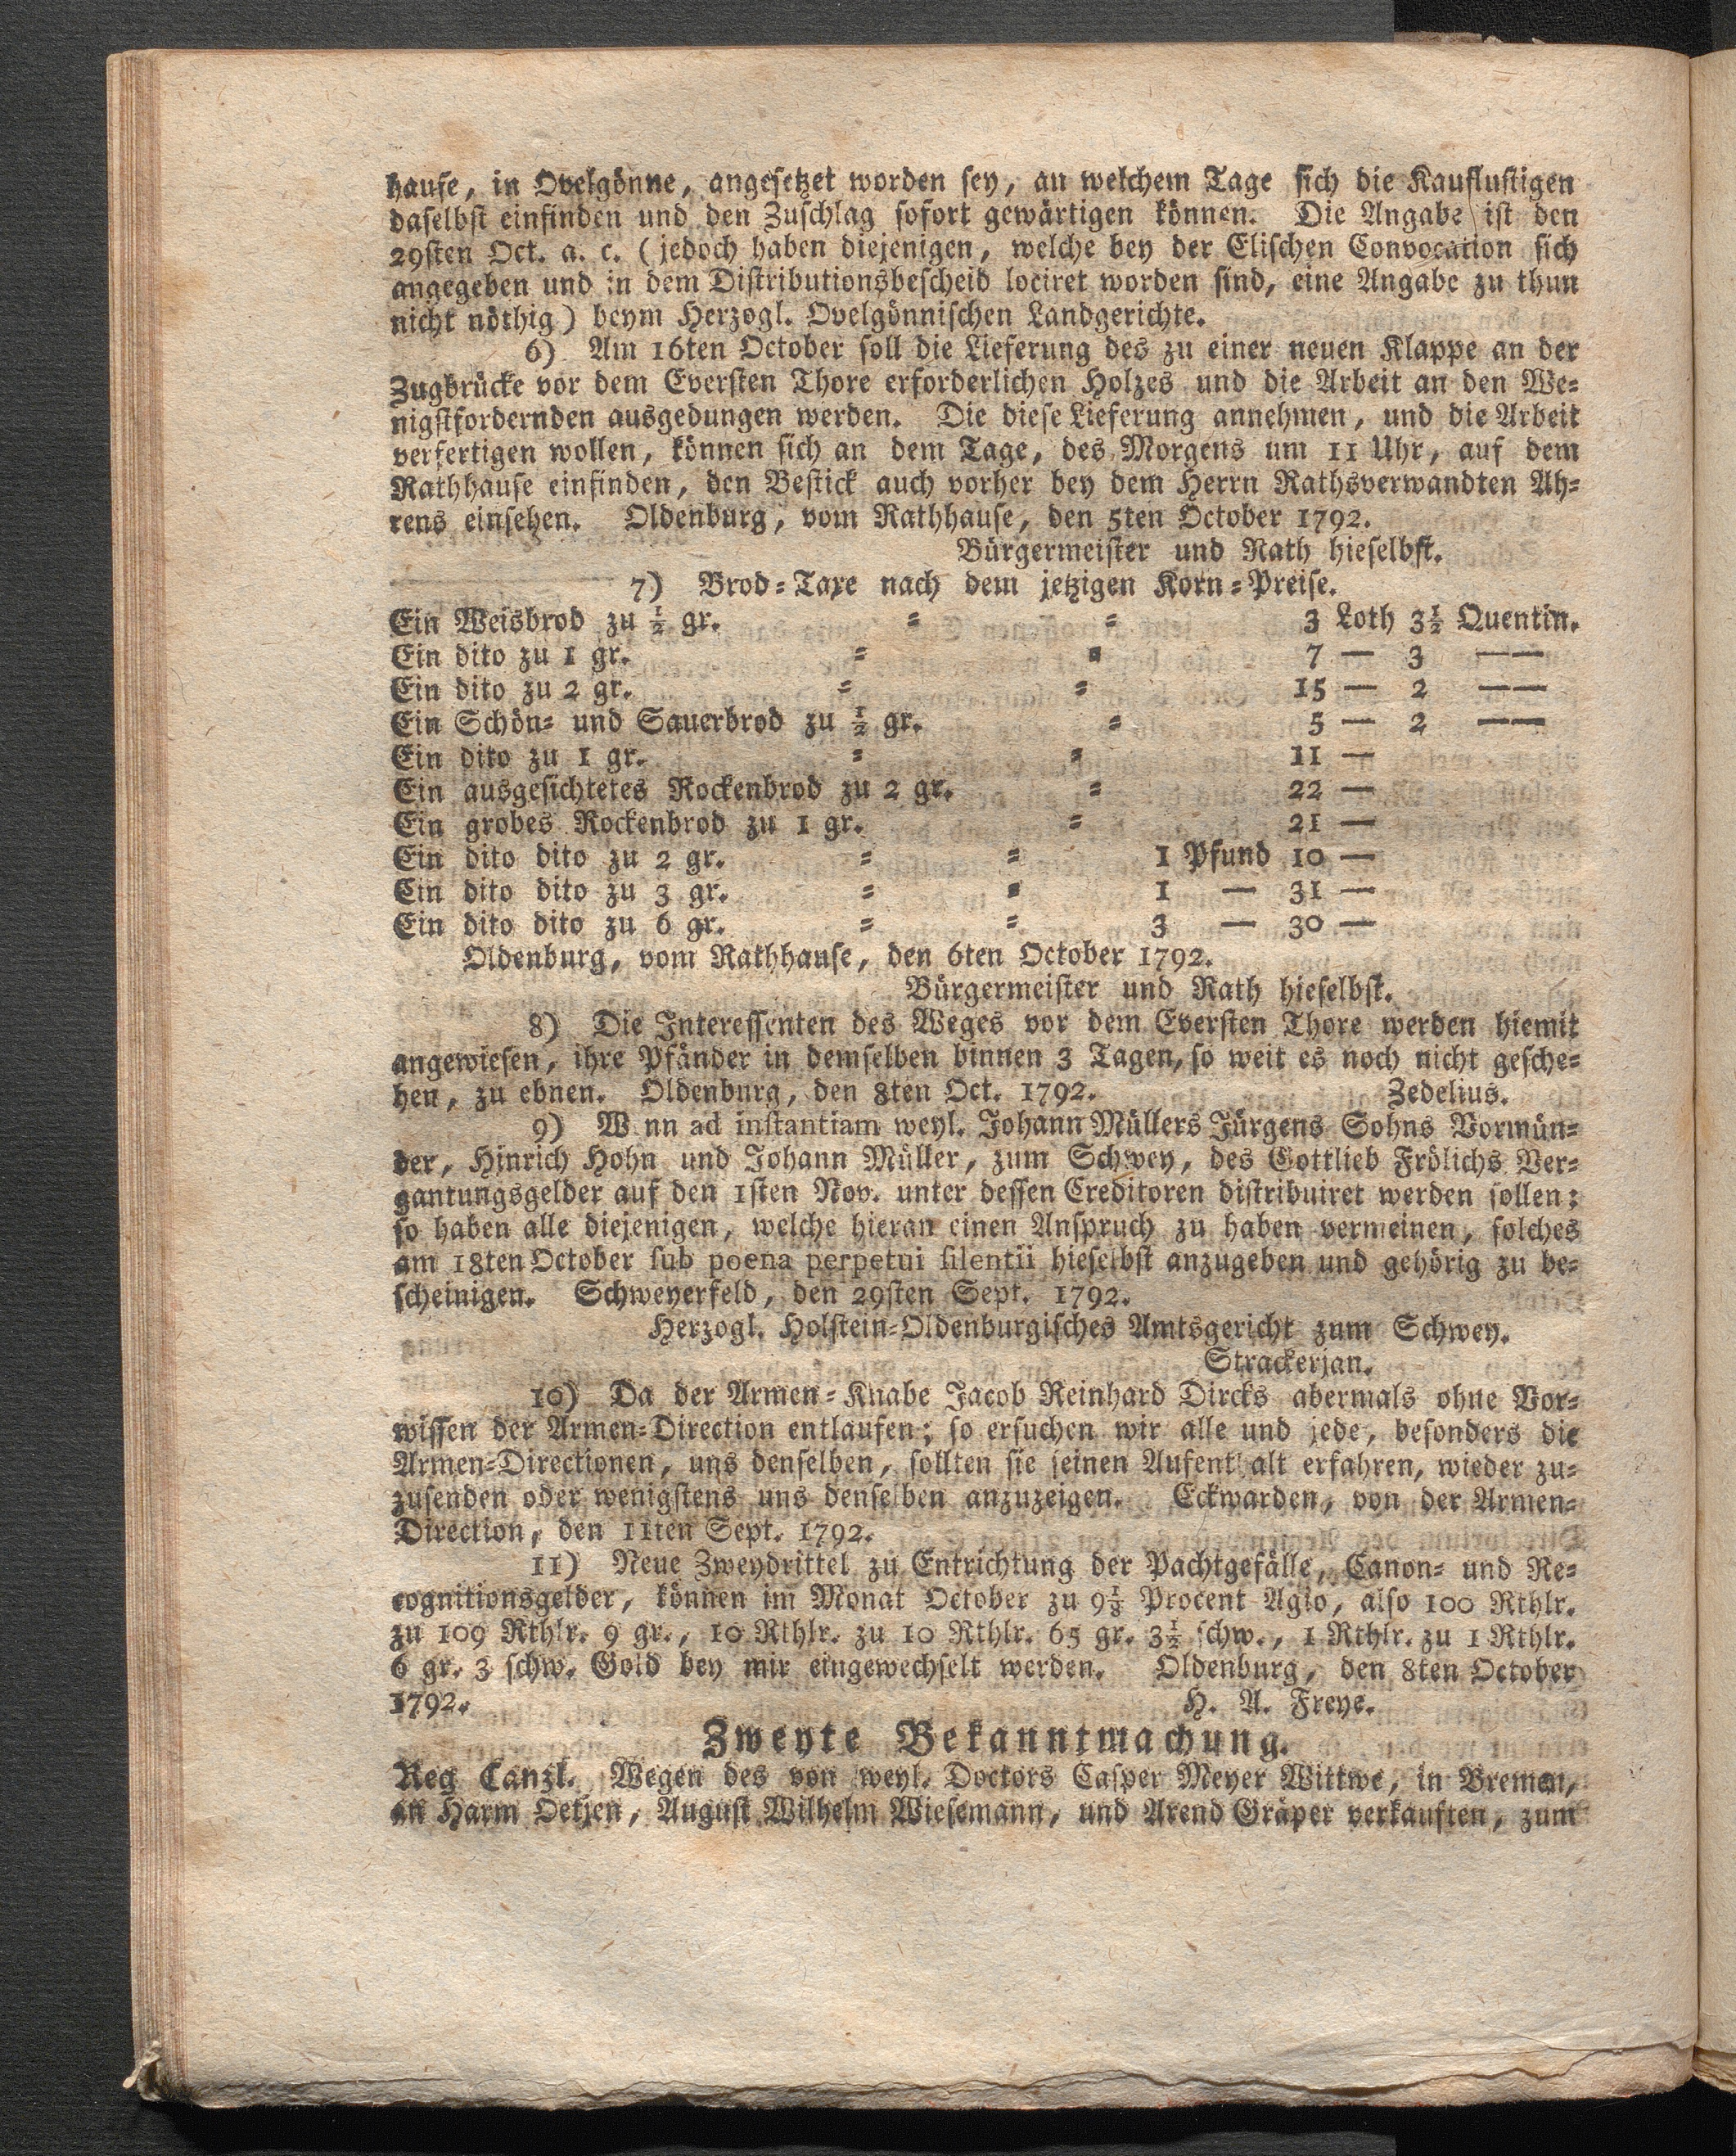 hause, in Ovelgönne, angesetzet worden sey, an welchem Tage sich die Kauflustigen
daselbst einfinden und den Zuschlag sofort gewärtigen können. Die Angabe ist den
29sten Oct. a. c. (jedoch haben diejenigen, welche bey der Elischen Convocation sich
angegeben und in dem Distributionsbescheid lociret worden sind, eine Angabe zu thun
nicht nöthig) beym Herzogl. Ovelgönnischen Landgerichte.
6) Am 16ten October soll die Lieferung des zu einer neuen Klappe an der
Zugbrücke vor dem Eversten Thore erforderlichen Holzes und die Arbeit an den We=
nigstfordernden ausgedungen werden. Die diese Lieferung annehmen, und die Arbeit
verfertigen wollen, können sich an dem Tage, des Morgens um 11 Uhr, auf dem
Rathhause einfinden, den Bestick auch vorher bey dem Herrn Rathsverwandten Ah=
rens einsehen. Oldenburg, vom Rathhause, den 5ten October 1792.
Bürgermeister und Rath hieselbst.
7) Brod=Taxe nach dem jetzigen Korn=Preise.
Ein Weisbrod zu ½ gr. = = 3 Loth 3½ Quentin.
Ein dito zu 1 gr. = = 7 — 3 ——
Ein dito zu 2 gr. = = 15 — 2 ——
Ein Schön= und Sauerbrod zu ½ gr. = 5 — 2 ——
Ein dito zu 1 gr. = = 11 —
Ein ausgesichtetes Rockenbrod zu 2 gr. = 22 —
Ein grobes Rockenbrod zu 1 gr. = 21 —
Ein dito dito zu 2 gr. = = 1 Pfund 10 —
Ein dito dito zu 3 gr. = = 1 — 31 —
Ein dito dito zu 6 gr. = = 3 — 30 —
Oldenburg, vom Rathhause, den 6ten October 1792.
Bürgermeister und Rath hieselbst.
8) Die Interessenten des Weges vor dem Eversten Thore werden hiemit
angewiesen, ihre Pfänder in demselben binnen 3 Tagen, so weit es noch nicht gesche=
hen, zu ebnen. Oldenburg, den 8ten Oct. 1792. Zedelius.
9) W nn ad instantiam weyl. Johann Müllers Jürgens Sohns Vormün=
der, Hinrich Hohn und Johann Müller, zum Schwey, des Gottlieb Frölichs Ver=
gantungsgelder auf den 1sten Nov. unter dessen Creditoren distribuiret werden sollen;
so haben alle diejenigen, welche hieran einen Anspruch zu haben vermeinen, solches
am 18ten October sub poena perpetui silentii hieselbst anzugeben und gehörig zu be=
scheinigen. Schweyerfeld, den 29sten Sept. 1792.
Herzogl. Holstein=Oldenburgisches Amtsgericht zum Schwey.
Strackerjan.
10) Da der Armen=Knabe Jacob Reinhard Dircks abermals ohne Vor=
wissen der Armen=Direction entlaufen; so ersuchen wir alle und jede, besonders die
Armen=Directionen, uns denselben, sollten sie seinen Aufenthalt erfahren, wieder zu=
zusenden oder wenigstens uns denselben anzuzeigen. Eckwarden, von der Armen=
Direction, den 11ten Sept. 1792.
11) Neue Zweydrittel zu Entrichtung der Pachtgefälle, Canon= und Re=
cognitionsgelder, können im Monat October zu 9⅛ Procent Agio, also 100 Rthlr.
zu 109 Rthlr. 9 gr., 10 Rthlr. zu 10 Rthlr. 65 gr. 3½ schw., 1 Rthlr. zu 1 Rthlr.
6 gr. 3 schw. Gold bey mir eingewechselt werden. Oldenburg, den 8ten October
1792. H. A. Freye.
Zweyte Bekanntmachung.
Reg Canzl. Wegen des von weyl. Doctors Casper Meyer Wittwe, in Bremen,
an Harm Oetjen, August Wilhelm Wiesemann, und Arend Gräper verkauften, zum